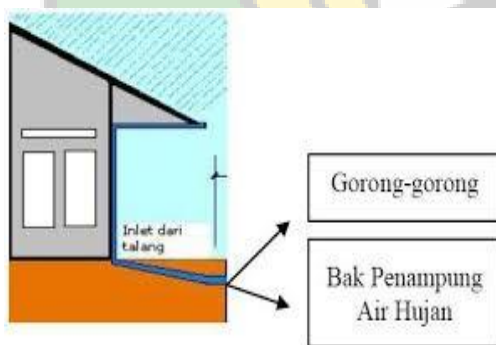 Inlet dari
talang
Gorong-gorong
Bak Penampung
Air Hujan